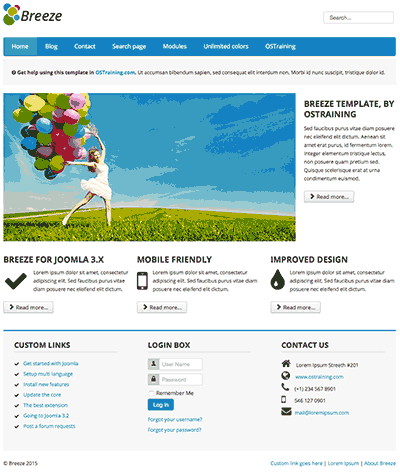 Breeze
Search...
Home Blog Contact Search page Modules Unlimited colors OSTraining
Get help using this template in OSTraining.com. Ut accumsan bibendum sapien, sed consequat elit interdum non. Morbi id nunc suscipit, tristique dolor id.
BREEZE TEMPLATE, BY
OSTRAINING
Sed faucibus purus vitae diam posuere
nec eleifend elit dictum. Aenean sit
amet erat purus, id fermentum lorem.
Integer elementum tristique lacus,
non posuere quam pretium sed.
Quisque scelerisque erat at urna
condimentum euismod.
Read more...
BREEZE FOR JOOMLA 3.X
Lorem ipsum dolor sit amet, consectetur
adipiscing elit. Sed faucibus purus vitae
diam posuere nec eleifend elit dictum.
Read more...
MOBILE FRIENDLY
Lorem ipsum dolor sit amet, consectetur
adipiscing elit. Sed faucibus purus vitae
diam posuere nec eleifend elit dictum.
Read more...
IMPROVED DESIGN
Lorem ipsum dolor sit amet, consectetur
adipiscing elit. Sed faucibus purus vitae
diam posuere nec eleifend elit dictum.
Read more...
CUSTOM LINKS
Get started with Joomla
Setup multi language
Install new features
Update the core
The best extension
Going to Joomla 3.2
Post a forum requests
LOGIN BOX
User Name
Password
Remember Me
Log in
Forgot your username?
Forgot your password?
CONTACT US
Lorem Ipsum Streeth #201
www.ostraining.com
(+1) 234 567 8901
546 127 0901
mail@loremipsum.com
© Breeze 2015
Custom link goes here | Lorem Ipsum | About Breeze